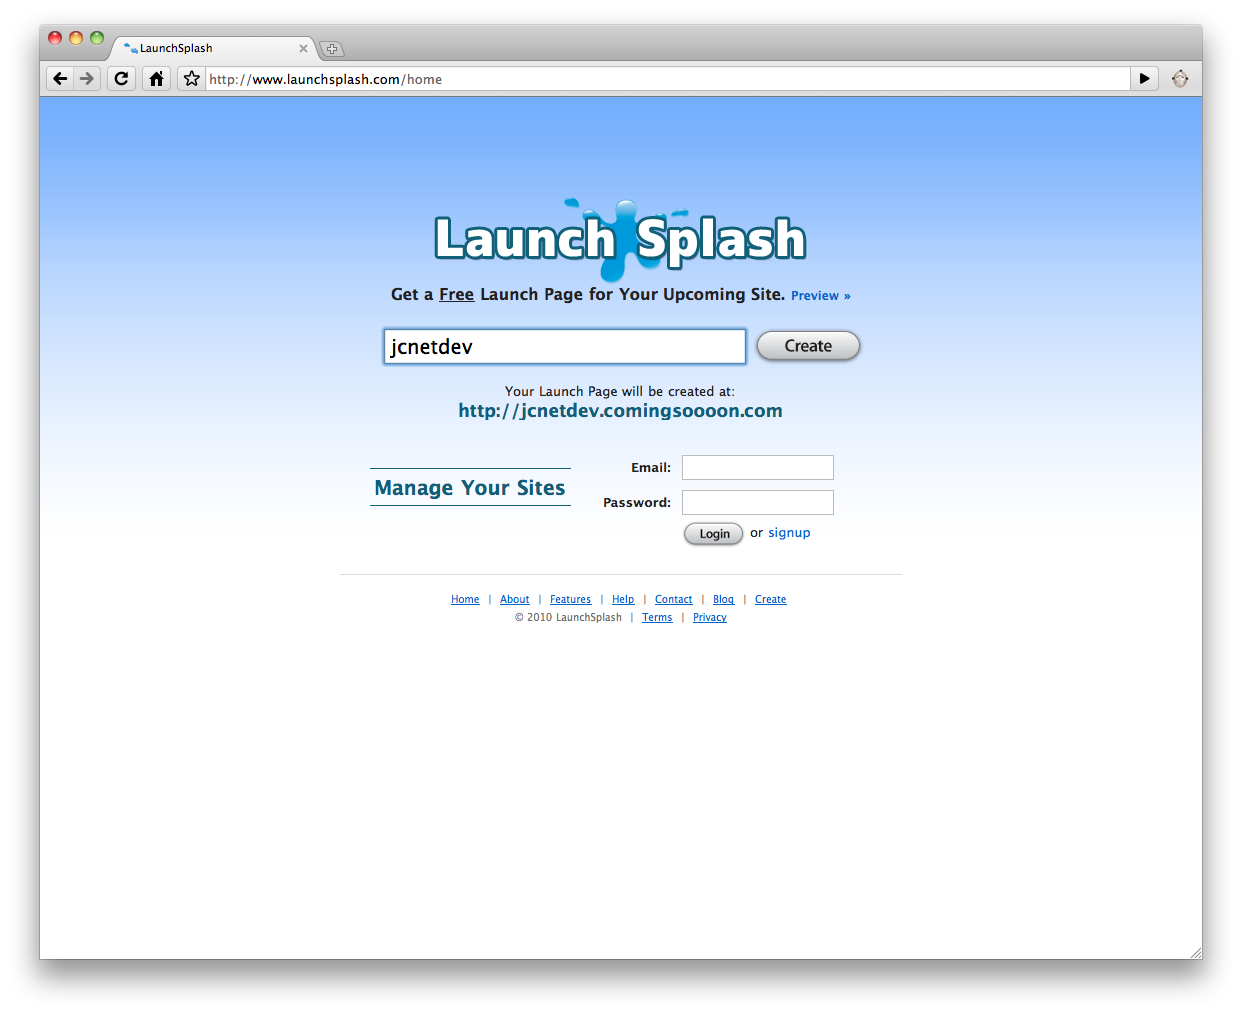 LaunchSplash
http://www.launchsplash.com/home
Launch Splash
Get a Free Launch Page for Your Upcoming Site. Preview »
jcnetdev
Create
Your Launch Page will be created at:
http://jcnetdev.comingsoooon.com
Manage Your Sites
Email:
Password:
Login or signup
Home | About | Features | Help | Contact | Blog | Create
© 2010 LaunchSplash | Terms | Privacy